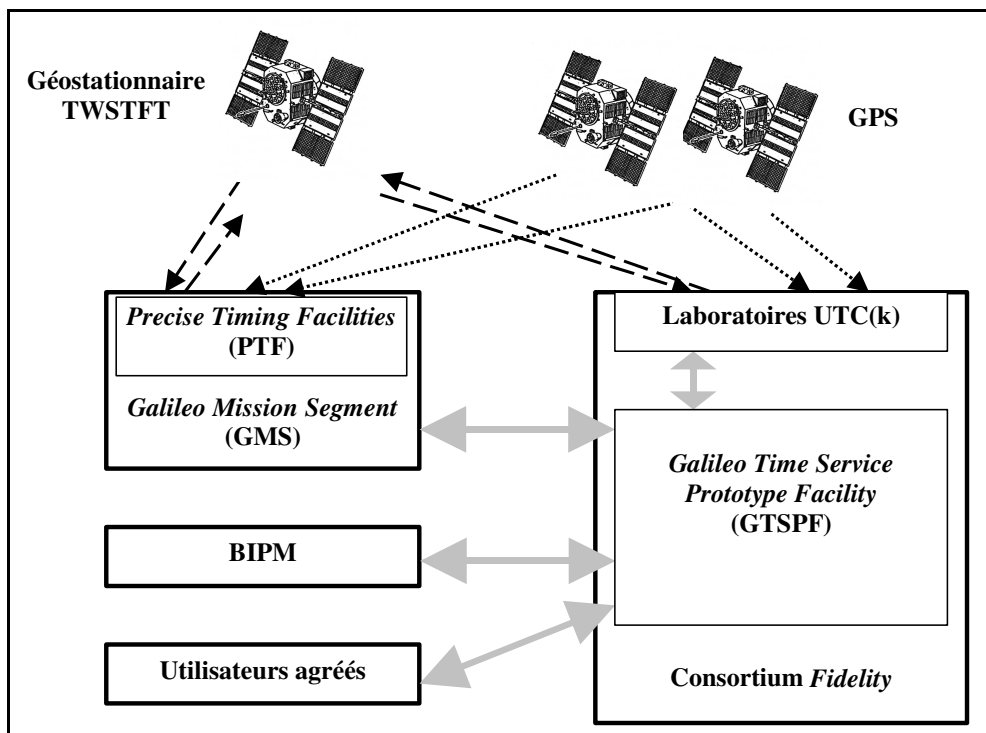 Géostationnaire
TWSTFT
GPS
Precise Timing Facilities
(PTF)
Galileo Mission Segment
(GMS)
Laboratoires UTC(k)
Galileo Time Service
Prototype Facility
(GTSPF)
BIPM
Utilisateurs agréés
Consortium Fidelity